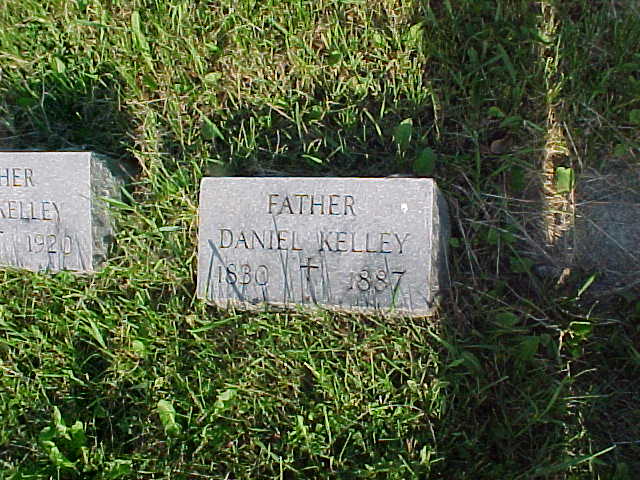 HER
KELLEY
1920
FATHER
DANIEL KELLEY
1830 † 1887